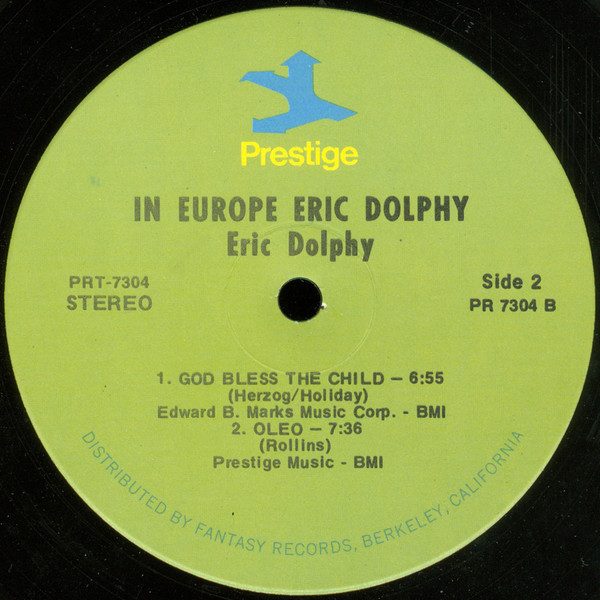 Prestige
IN EUROPE ERIC DOLPHY
Eric Dolphy
PRT-7304
STEREO
Side 2
PR 7304 B
1. GOD BLESS THE CHILD – 6:55
(Herzog/Holiday)
Edward B. Marks Music Corp. - BMI
2. OLEO – 7:36
(Rollins)
Prestige Music - BMI
DISTRIBUTED BY FANTASY RECORDS, BERKELEY, CALIFORNIA